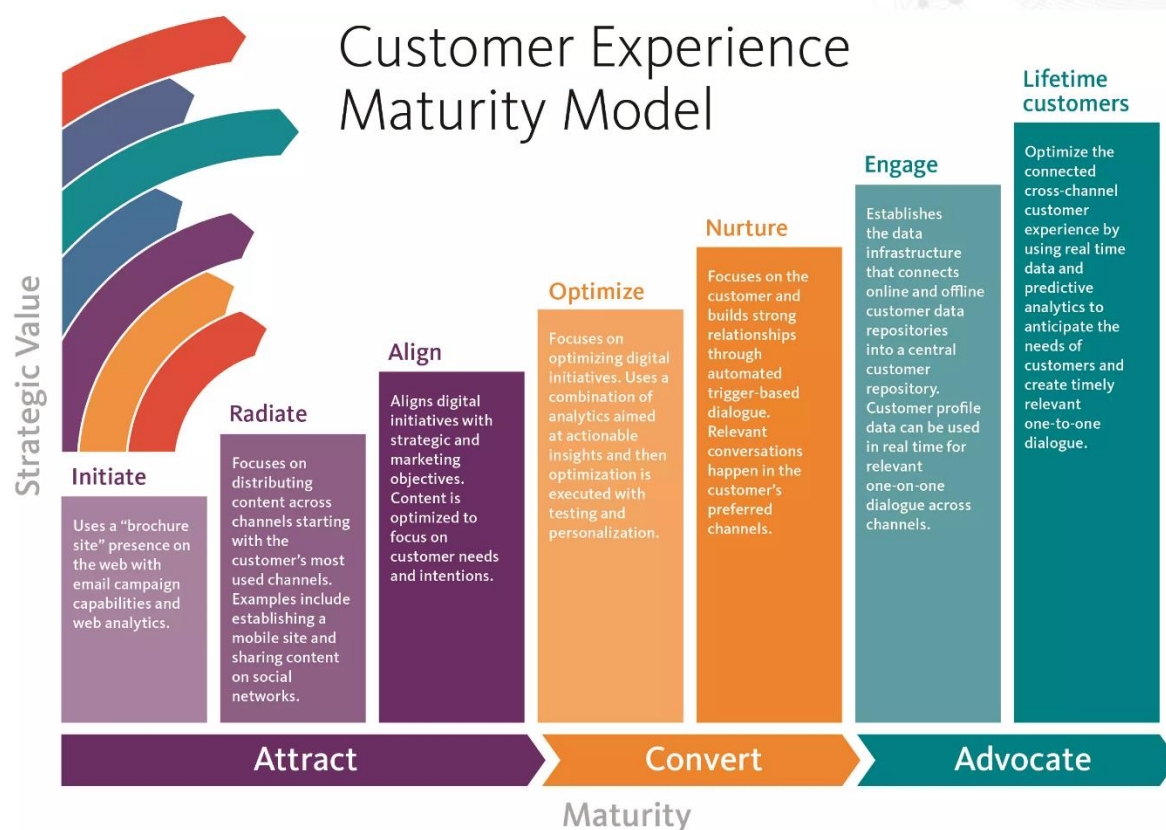 Customer Experience
Maturity Model
Strategic Value
Initiate
Uses a “brochure
site” presence on
the web with
email campaign
capabilities and
web analytics.
Radiate
Focuses on
distributing
content across
channels starting
with the
customer’s most
used channels.
Examples include
establishing a
mobile site and
sharing content
on social
networks.
Align
Aligns digital
initiatives with
strategic and
marketing
objectives.
Content is
optimized to
focus on
customer needs
and intentions.
Optimize
Focuses on
optimizing digital
initiatives. Uses a
combination of
analytics aimed
at actionable
insights and then
optimization is
executed with
testing and
personalization.
Nurture
Focuses on the
customer and
builds strong
relationships
through
automated
trigger-based
dialogue.
Relevant
conversations
happen in the
customer’s
preferred
channels.
Engage
Establishes
the data
infrastructure
that connects
online and offline
customer data
repositories
into a central
customer
repository.
Customer profile
data can be used
in real time for
relevant
one-on-one
dialogue across
channels.
Lifetime
customers
Optimize the
connected
cross-channel
customer
experience by
using real time
data and
predictive
analytics to
anticipate the
needs of
customers and
create timely
relevant
one-to-one
dialogue.
Attract
Convert
Advocate
Maturity